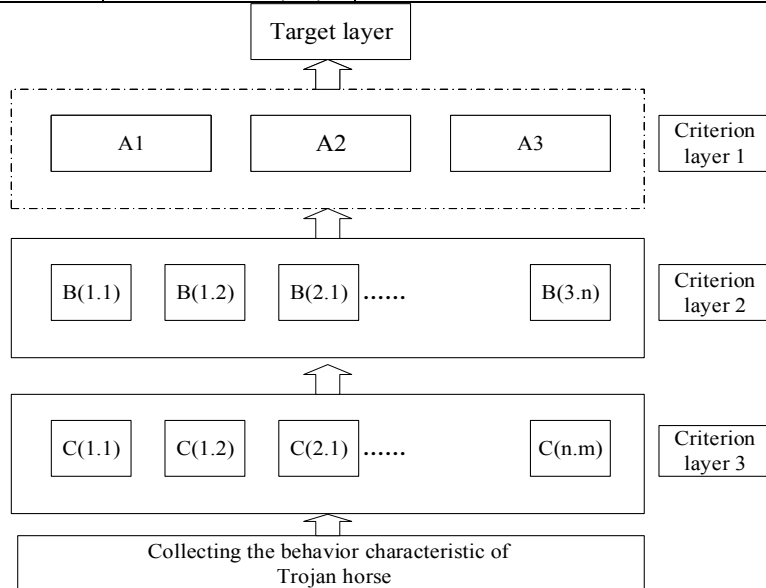 Target layer
A1
A2
A3
Criterion
layer 1
B(1.1)
B(1.2)
B(2.1)
......
B(3.n)
Criterion
layer 2
C(1.1)
C(1.2)
C(2.1)
......
C(n.m)
Criterion
layer 3
Collecting the behavior characteristic of
Trojan horse